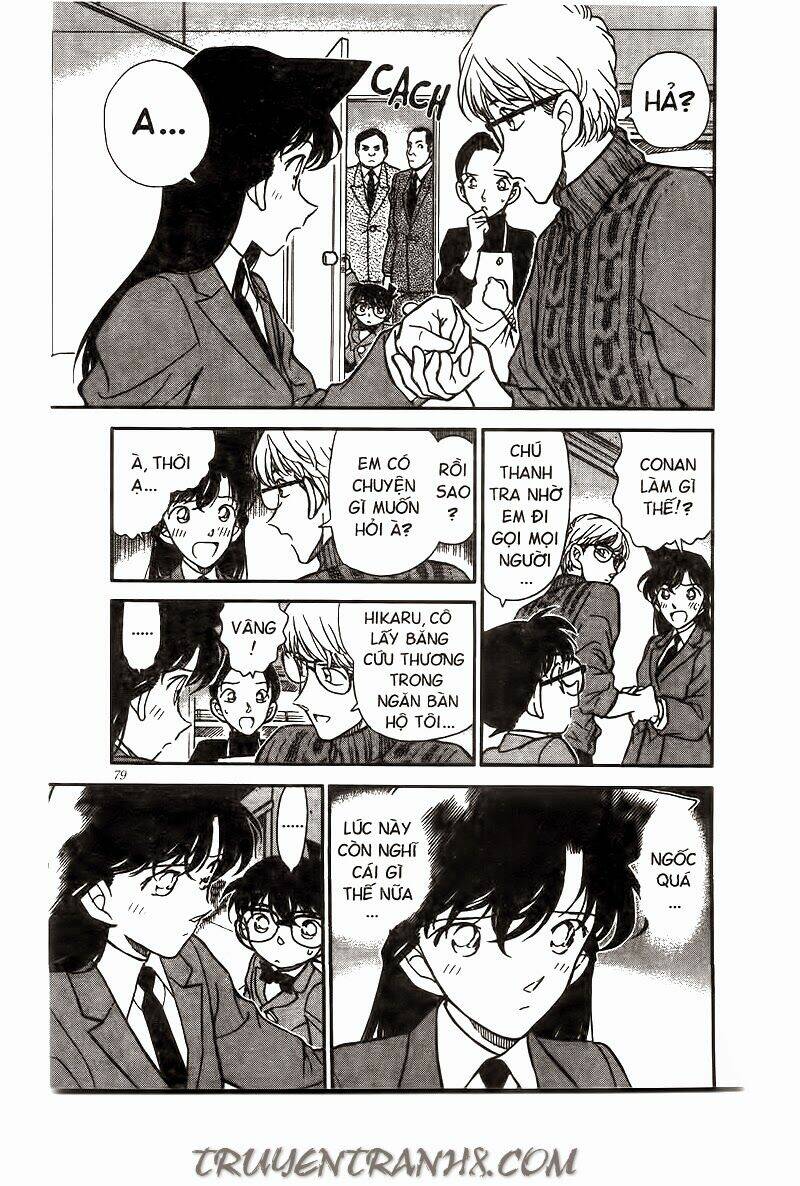 HẢ?
CẠCH
A...
CONAN
LÀM GÌ
THẾ!?
CHÚ
THANH
TRA NHỜ
EM ĐI
GỌI MỌI
NGƯỜI
...
RỒI
SAO
?
EM CÓ
CHUYỆN
GÌ MUỐN
HỎI À?
À, THÔI
Ạ...
HIKARU, CÔ
LẤY BĂNG
CỨU THƯƠNG
TRONG
NGĂN BÀN
HỘ TÔI...
VÂNG
!
.....
79
NGỐC
QUÁ
...
LÚC NÀY
CÒN NGHĨ
CÁI GÌ
THẾ NỮA
...
......
TRUYENTRANH8.COM